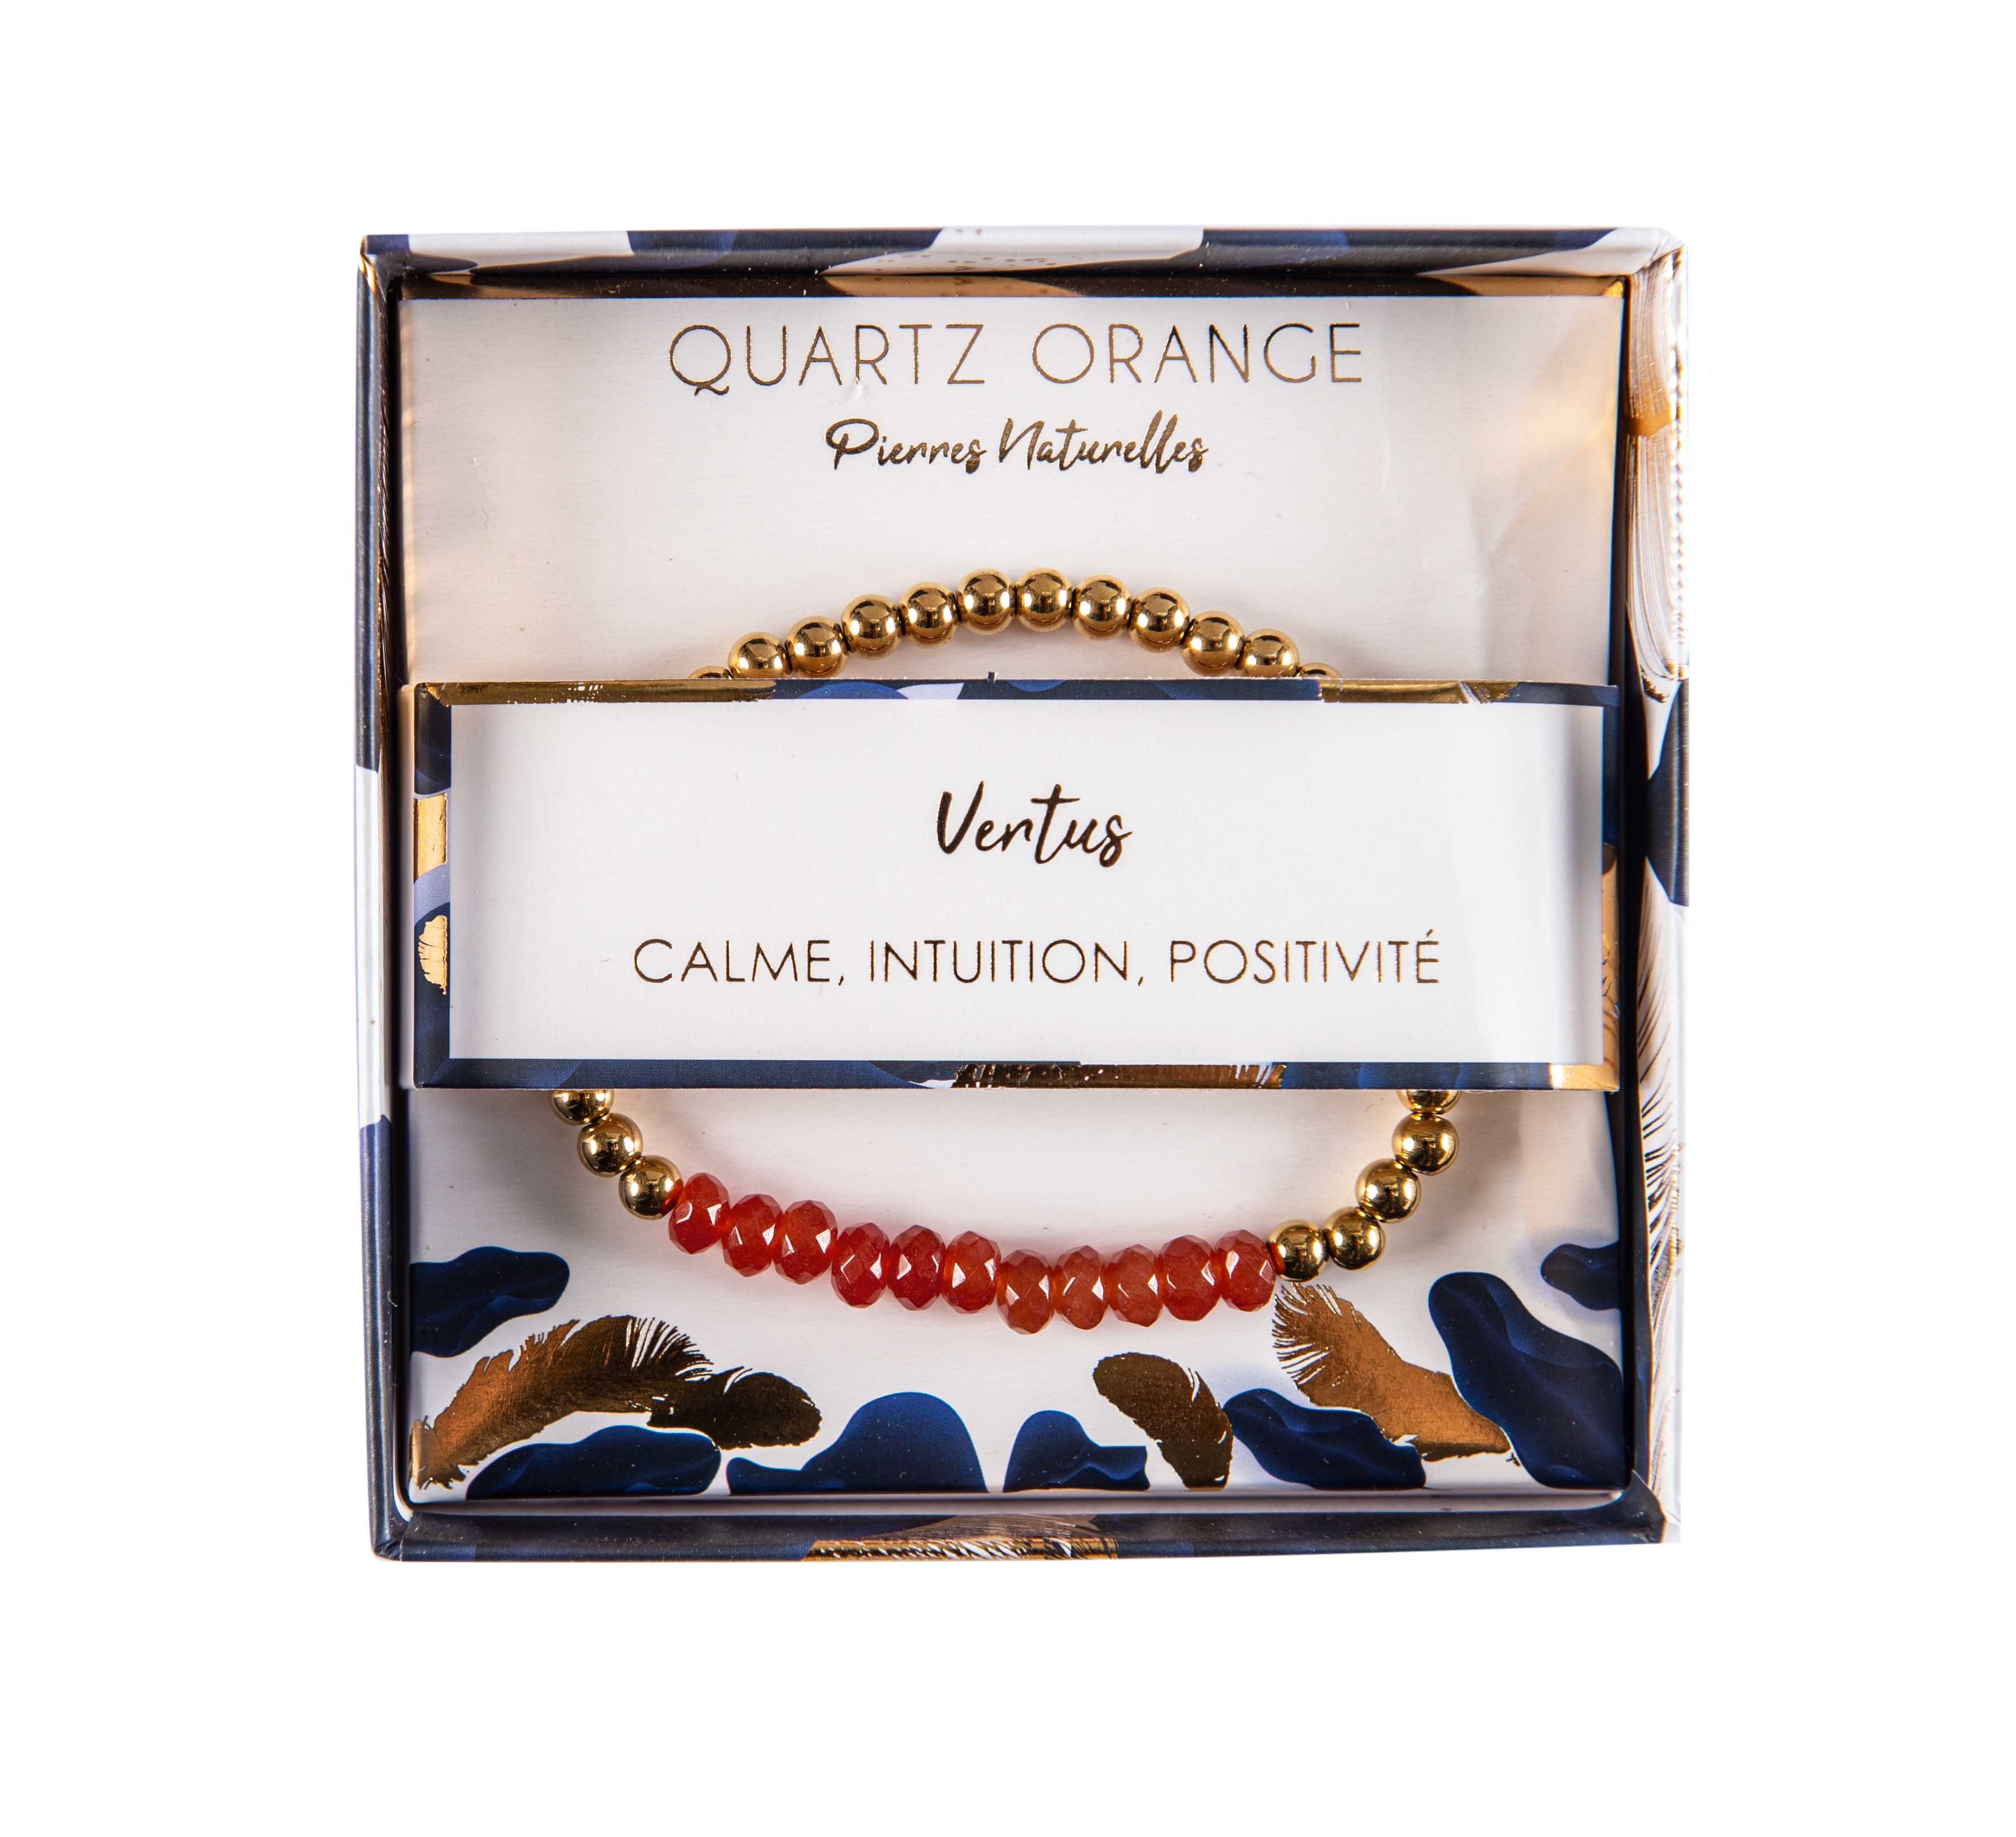 QUARTZ ORANGE
Pierres Naturelles
Vertus
CALME, INTUITION, POSITIVITÉ